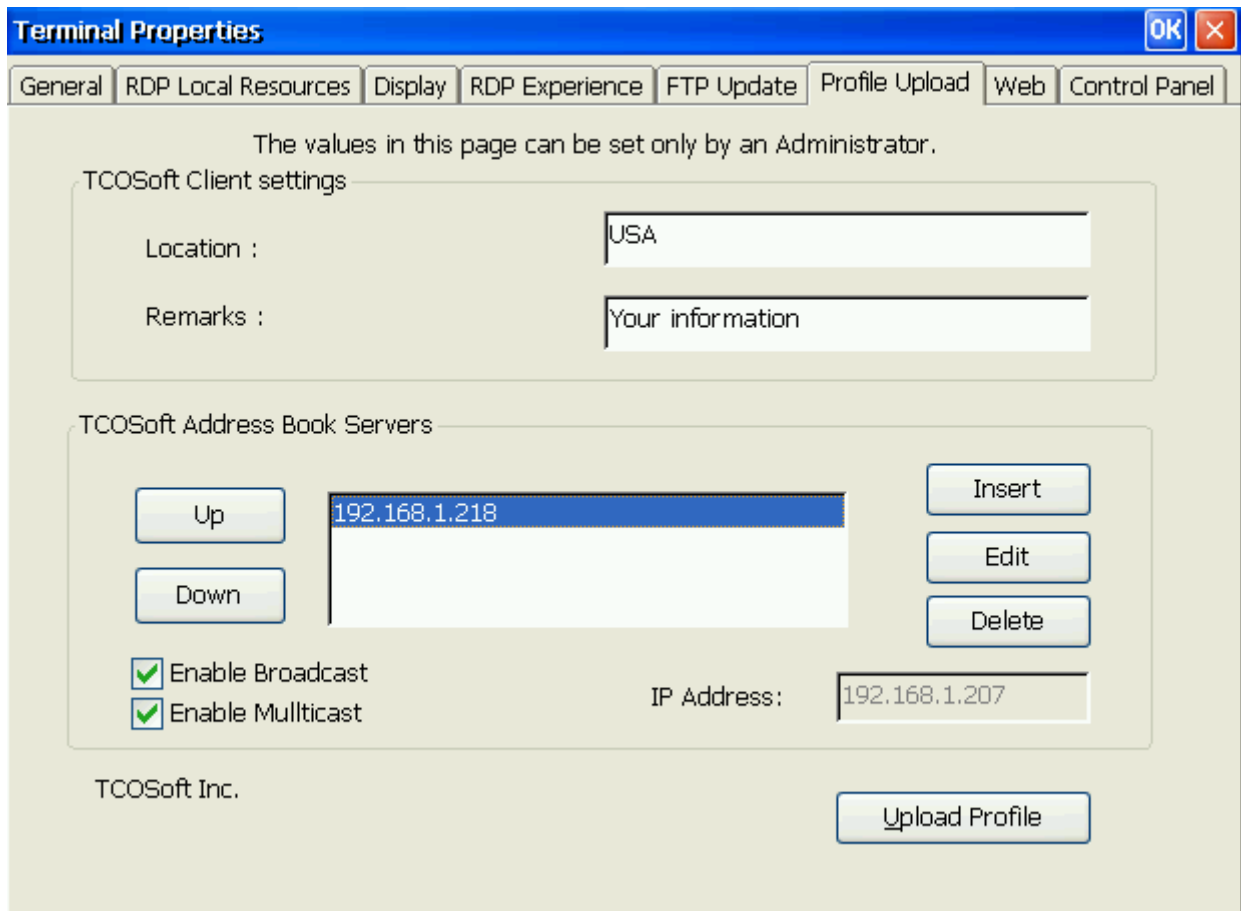 Terminal Properties OK
General RDP Local Resources Display RDP Experience FTP Update Profile Upload Web Control Panel
The values in this page can be set only by an Administrator.
TCOSoft Client settings
Location : USA
Remarks : Your information
TCOSoft Address Book Servers
Up 192.168.1.218 Insert
Edit
Down
Delete
Enable Broadcast
Enable Mullticast IP Address: 192.168.1.207
TCOSoft Inc.
Upload Profile